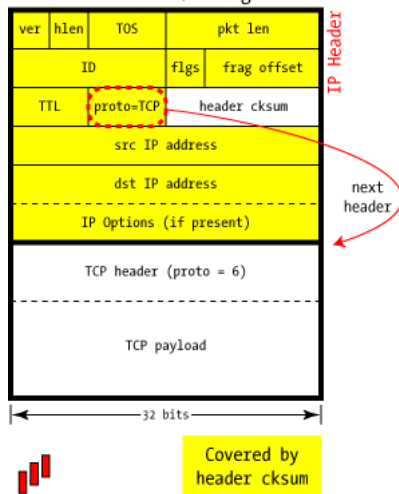 ver hlen TOS pkt len
ID flgs frag offset
TTL proto=TCP header cksum
src IP address
dst IP address
IP Options (if present)
IP Header
next
header
TCP header (proto = 6)
TCP payload
32 bits
Covered by
header cksum